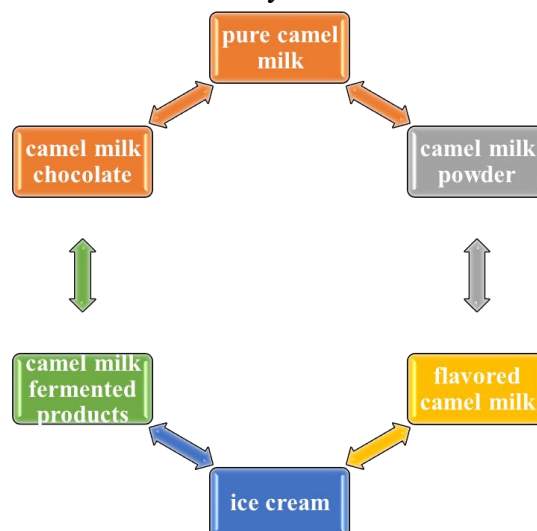 pure camel
milk
camel milk
chocolate
camel milk
powder
camel milk
fermented
products
flavored
camel milk
ice cream